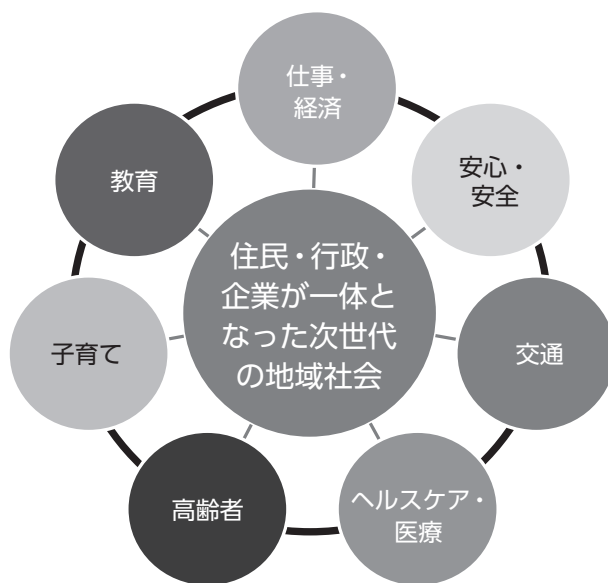 仕事・
経済
安心・
安全
教育
住民・行政・
企業が一体と
なった次世代
の地域社会
子育て
交通
高齢者
ヘルスケア・
医療